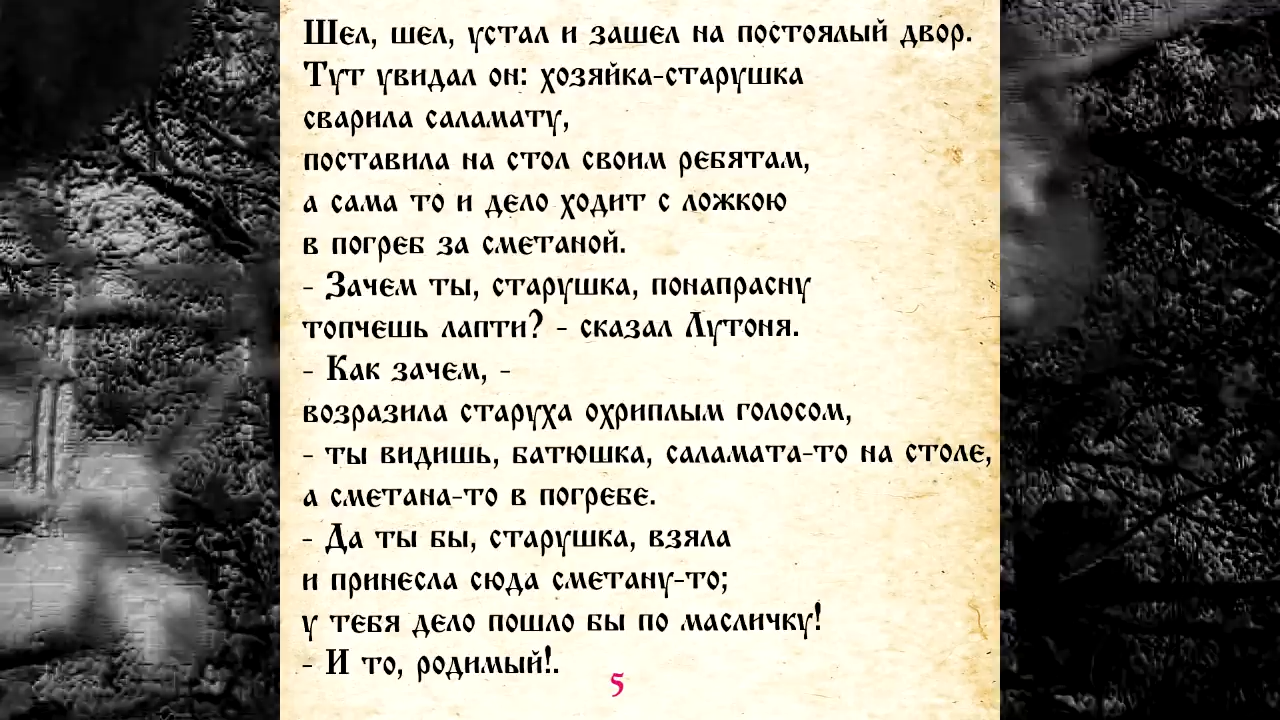 Шел, шел, устал и зашел на постоялый двор.
Тут увидал он: хозяйка-старушка
сварила саламату,
поставила на стол своим ребятам,
а сама то и дело ходит с ложкою
в погреб за сметаной.
- Зачем ты, старушка, понапрасну
топчешь лапти? - сказал Лутоня.
- Как зачем, -
возразила старуха охриплым голосом,
- ты видишь, батюшка, саламата-то на столе,
а сметана-то в погребе.
- Да ты бы, старушка, взяла
и принесла сюда сметану-то;
у тебя дело пошло бы по масличку!
- И то, родимый!.
5